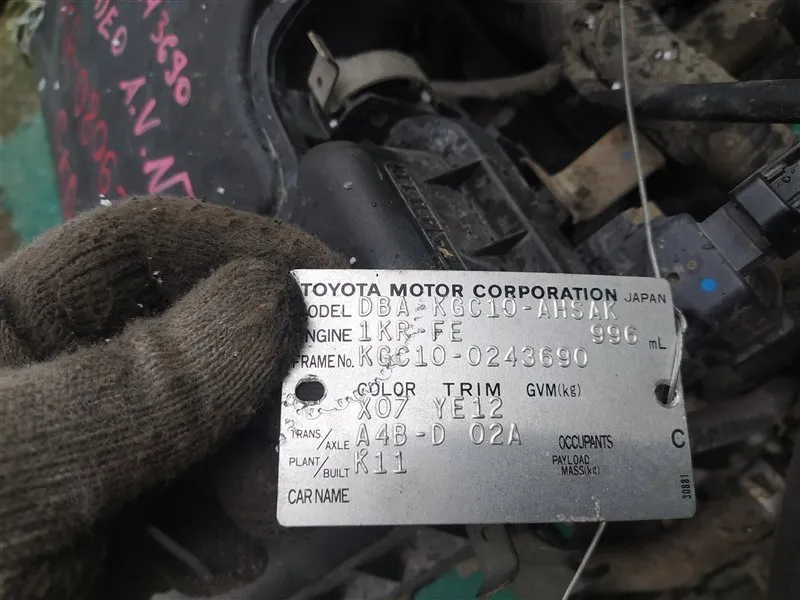 43690
A.V.N
TOYOTA MOTOR CORPORATION JAPAN
MODEL DBA-KGC10-AHSAK
ENGINE 1KR-FE 996 mL
FRAME No. KGC10-0243690
COLOR TRIM GVM(kg)
X07 YE12
TRANS/AXLE A4B-D 02A OCCUPANTS C
PLANT/BUILT K11 PAYLOAD MASS(kg)
CAR NAME
30881